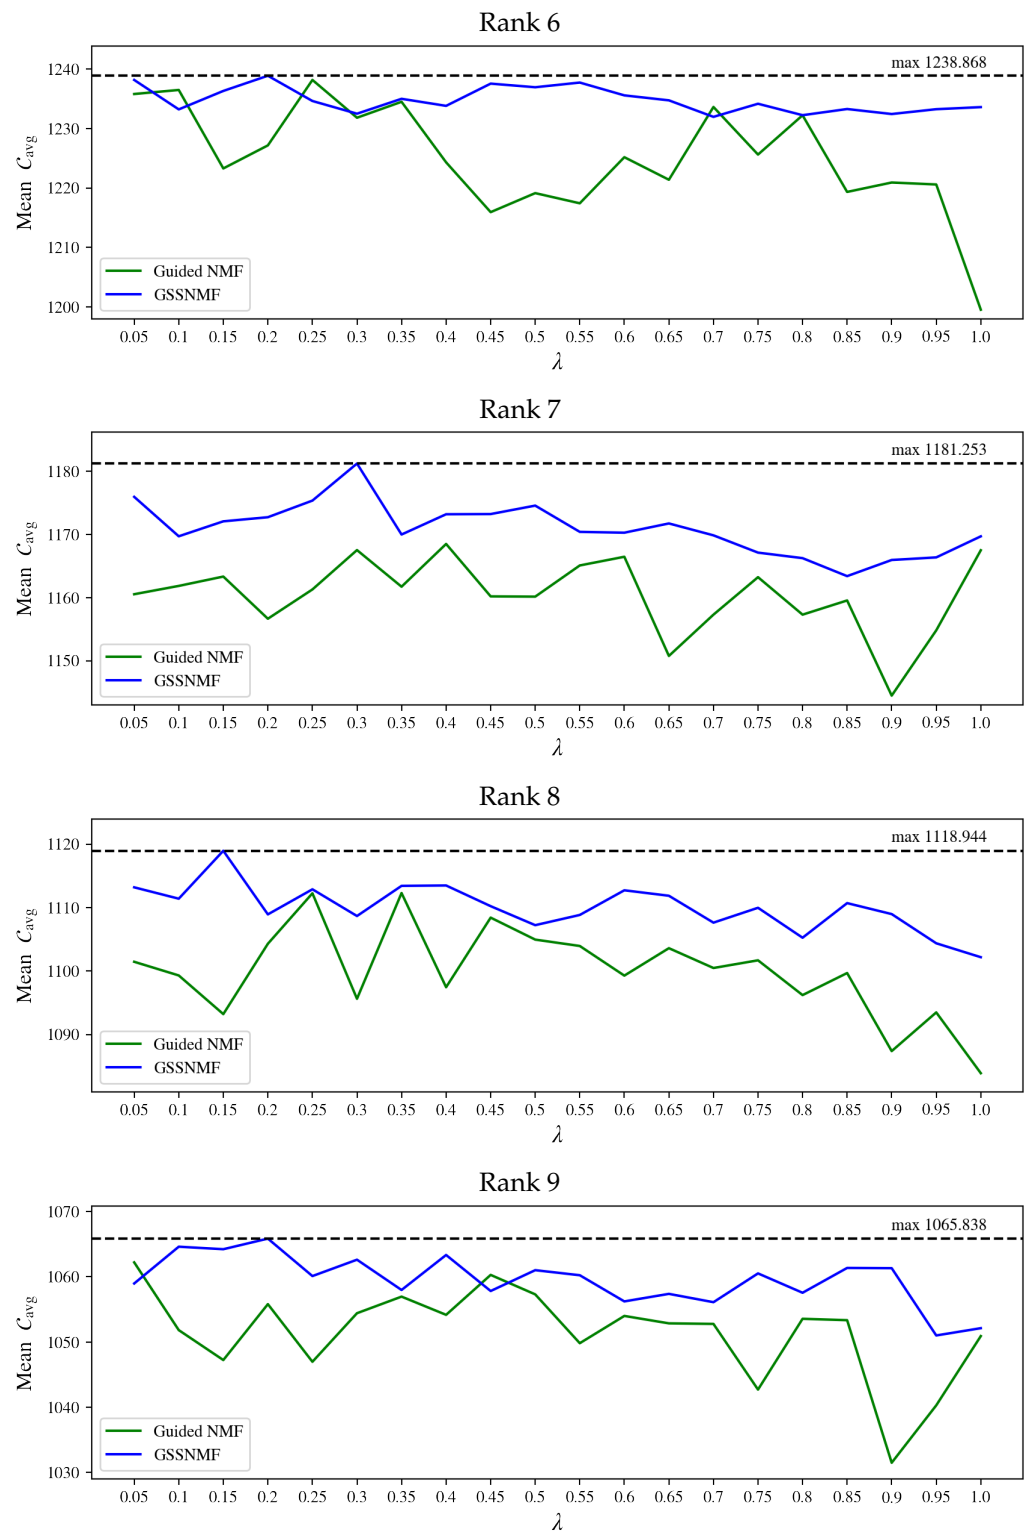 Rank 6
1240
1230
1220
1210
1200
Mean C_avg
max 1238.868
Guided NMF
GSSNMF
0.05 0.1 0.15 0.2 0.25 0.3 0.35 0.4 0.45 0.5 0.55 0.6 0.65 0.7 0.75 0.8 0.85 0.9 0.95 1.0
λ
Rank 7
1180
1170
1160
1150
Mean C_avg
max 1181.253
Guided NMF
GSSNMF
0.05 0.1 0.15 0.2 0.25 0.3 0.35 0.4 0.45 0.5 0.55 0.6 0.65 0.7 0.75 0.8 0.85 0.9 0.95 1.0
λ
Rank 8
1120
1110
1100
1090
Mean C_avg
max 1118.944
Guided NMF
GSSNMF
0.05 0.1 0.15 0.2 0.25 0.3 0.35 0.4 0.45 0.5 0.55 0.6 0.65 0.7 0.75 0.8 0.85 0.9 0.95 1.0
λ
Rank 9
1070
1060
1050
1040
1030
Mean C_avg
max 1065.838
Guided NMF
GSSNMF
0.05 0.1 0.15 0.2 0.25 0.3 0.35 0.4 0.45 0.5 0.55 0.6 0.65 0.7 0.75 0.8 0.85 0.9 0.95 1.0
λ